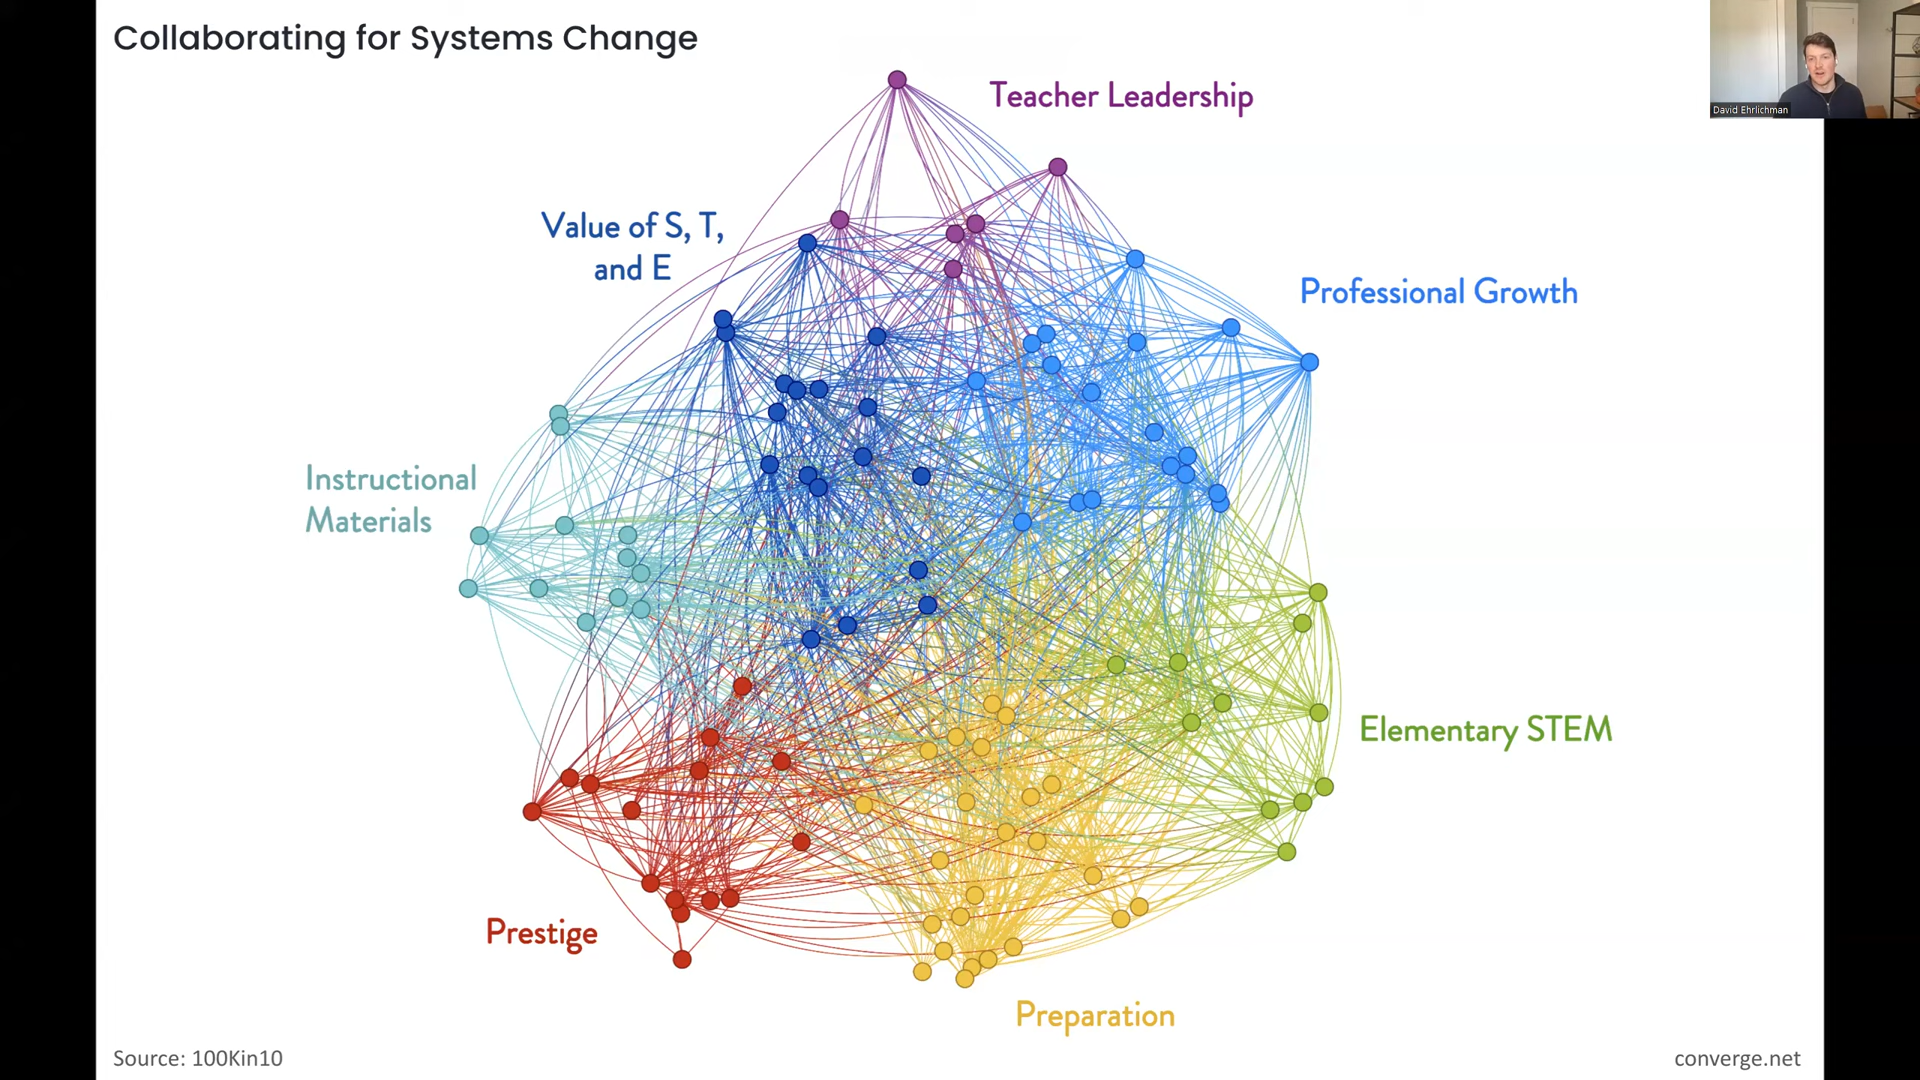 Collaborating for Systems Change
David Ehrlichman
Teacher Leadership
Value of S, T,
and E
Professional Growth
Instructional
Materials
Elementary STEM
Prestige
Preparation
Source: 100Kin10
converge.net